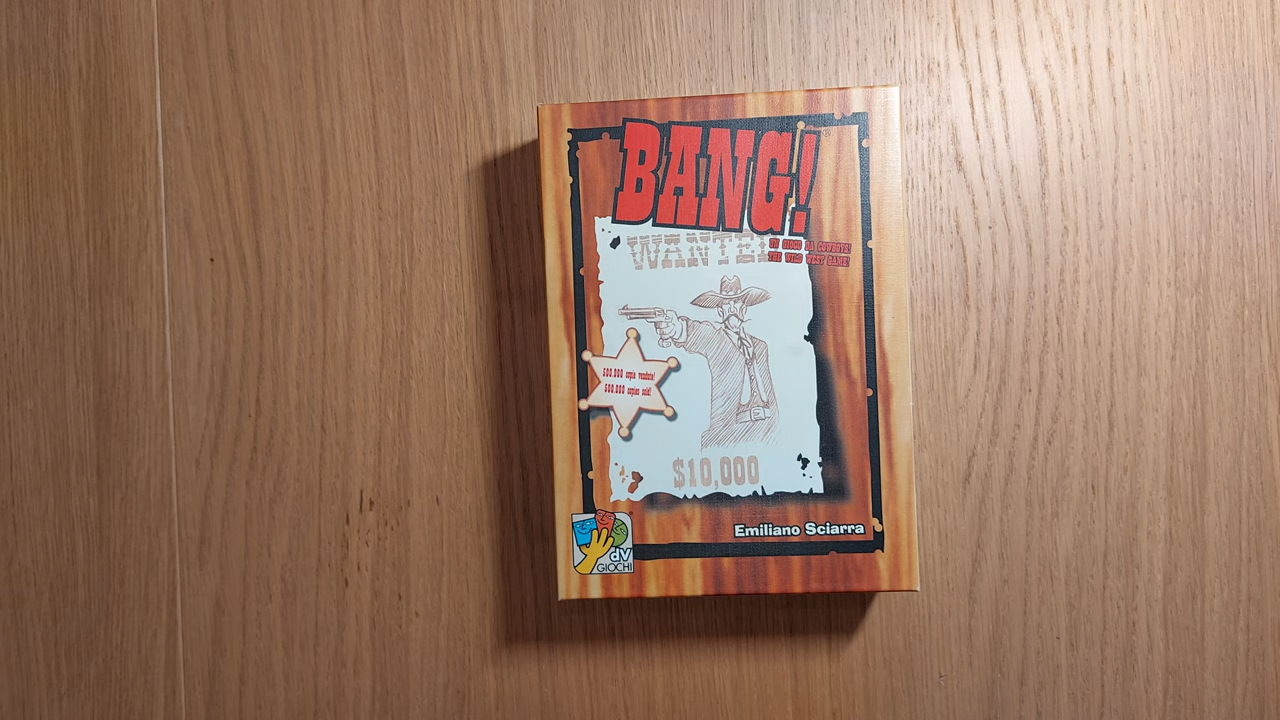 BANG!®
WANTED
UN GIOCO DA COWBOYS!
THE WILD WEST GAME!
500.000 copie vendute!
500.000 copies sold!
$10,000
Emiliano Sciarra
dV
GIOCHI